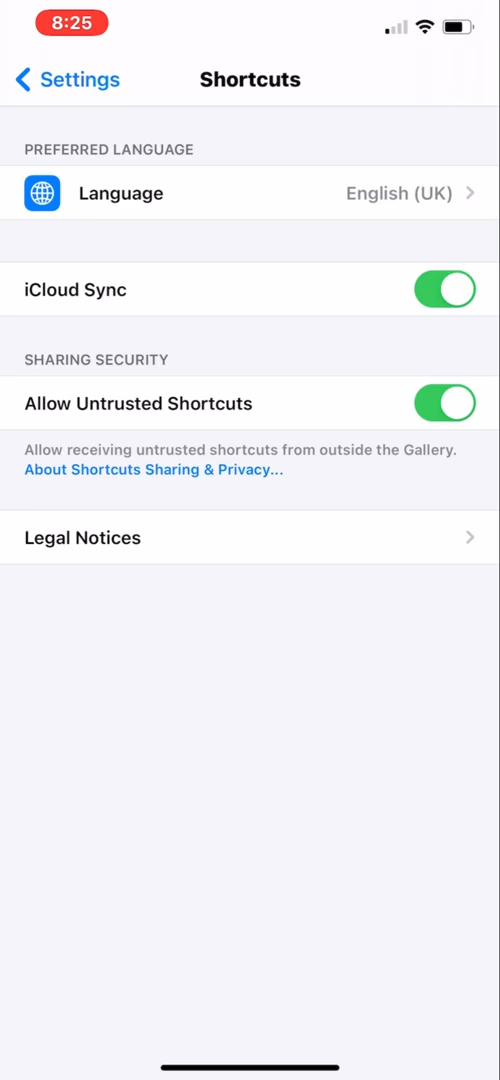 8:25
Settings
Shortcuts
PREFERRED LANGUAGE
Language English (UK)
iCloud Sync
SHARING SECURITY
Allow Untrusted Shortcuts
Allow receiving untrusted shortcuts from outside the Gallery.
About Shortcuts Sharing & Privacy...
Legal Notices